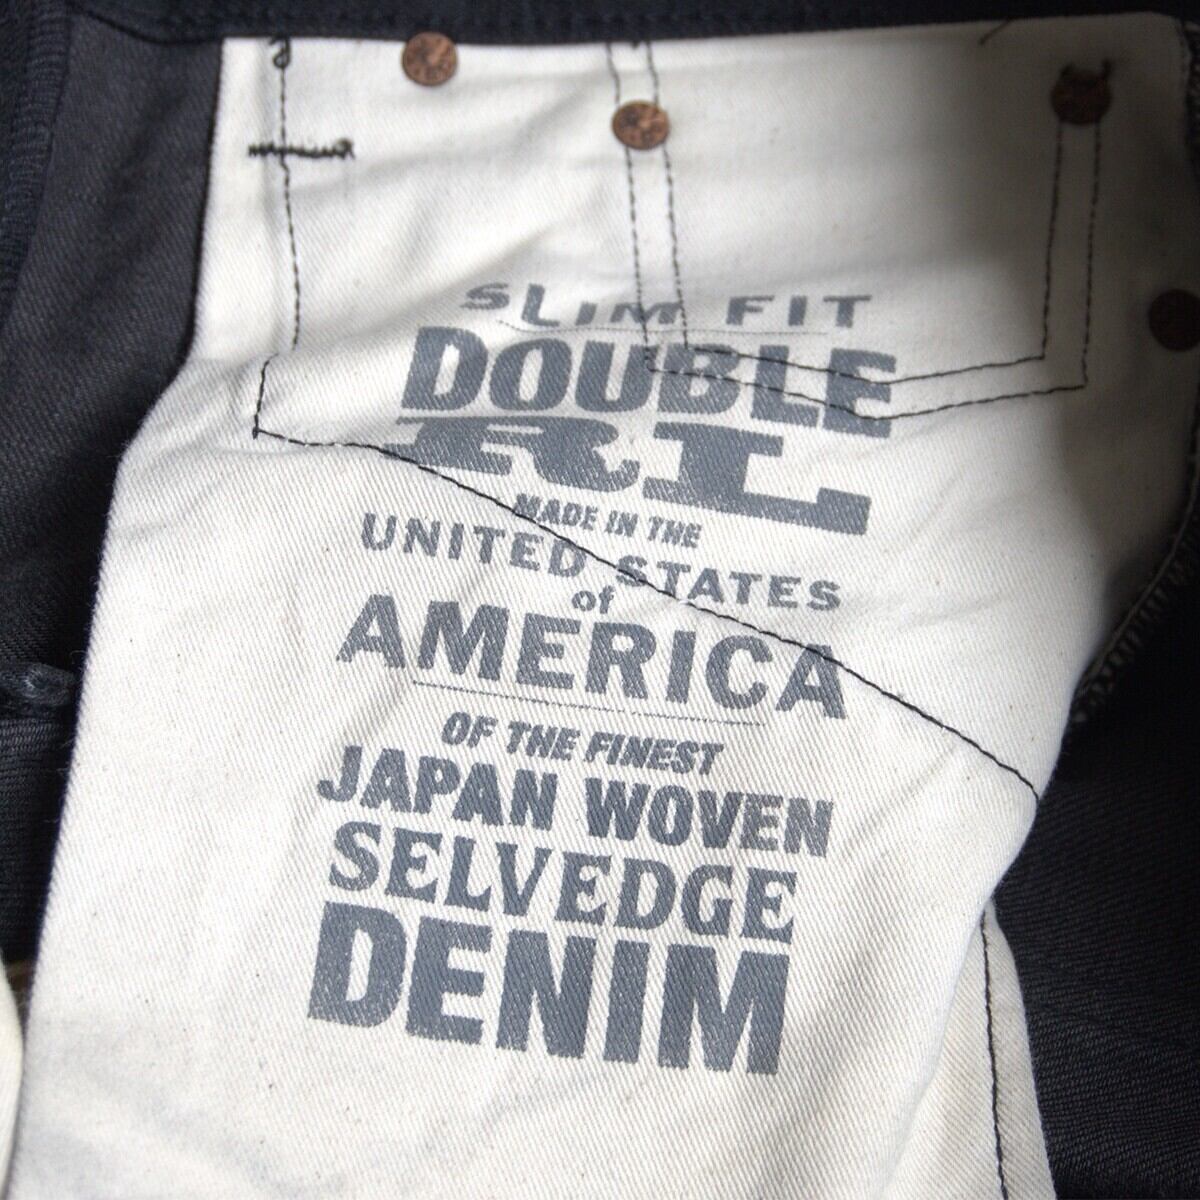 SLIM FIT
DOUBLE
RL
MADE IN THE
UNITED STATES
of
AMERICA
OF THE FINEST
JAPAN WOVEN
SELVEDGE
DENIM